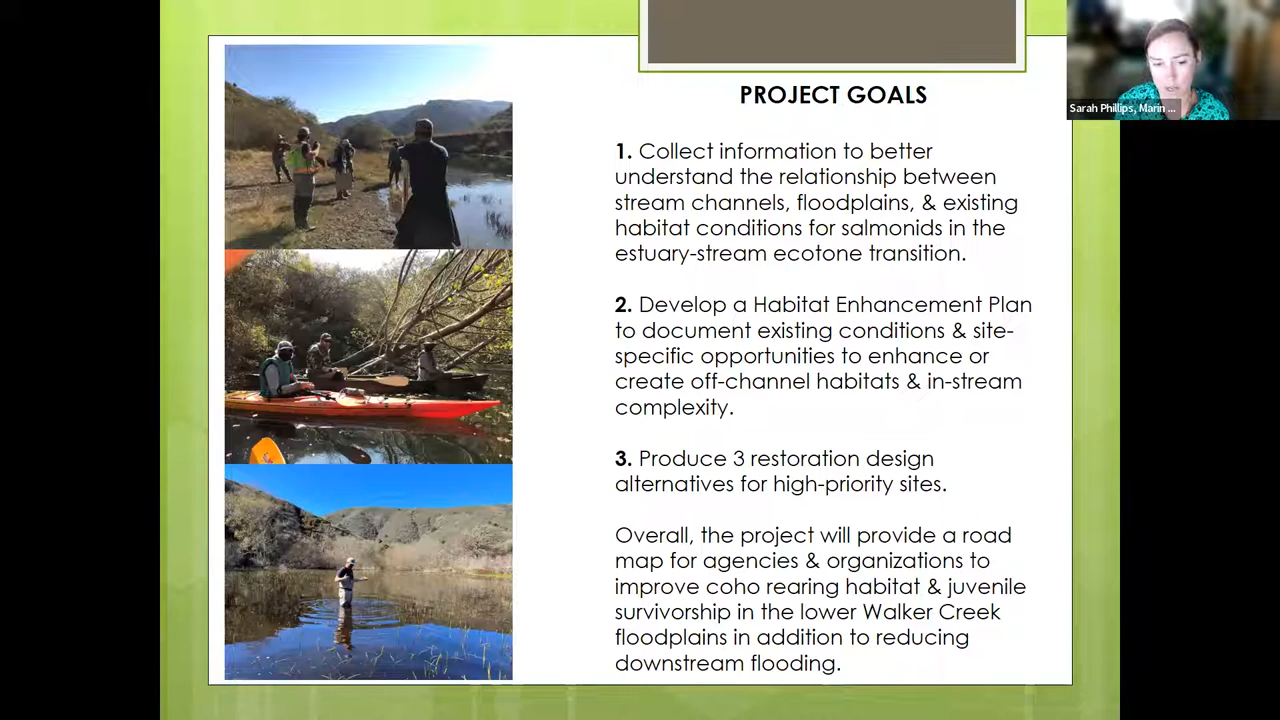 PROJECT GOALS
Sarah Phillips, Marin ...
1. Collect information to better
understand the relationship between
stream channels, floodplains, & existing
habitat conditions for salmonids in the
estuary-stream ecotone transition.
2. Develop a Habitat Enhancement Plan
to document existing conditions & site-
specific opportunities to enhance or
create off-channel habitats & in-stream
complexity.
3. Produce 3 restoration design
alternatives for high-priority sites.
Overall, the project will provide a road
map for agencies & organizations to
improve coho rearing habitat & juvenile
survivorship in the lower Walker Creek
floodplains in addition to reducing
downstream flooding.